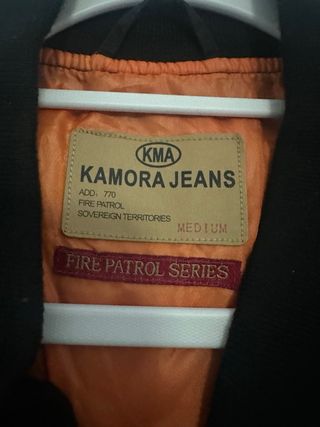 KMA
KAMORA JEANS
ADD: 770
FIRE PATROL
SOVEREIGN TERRITORIES
MEDIUM
FIRE PATROL SERIES